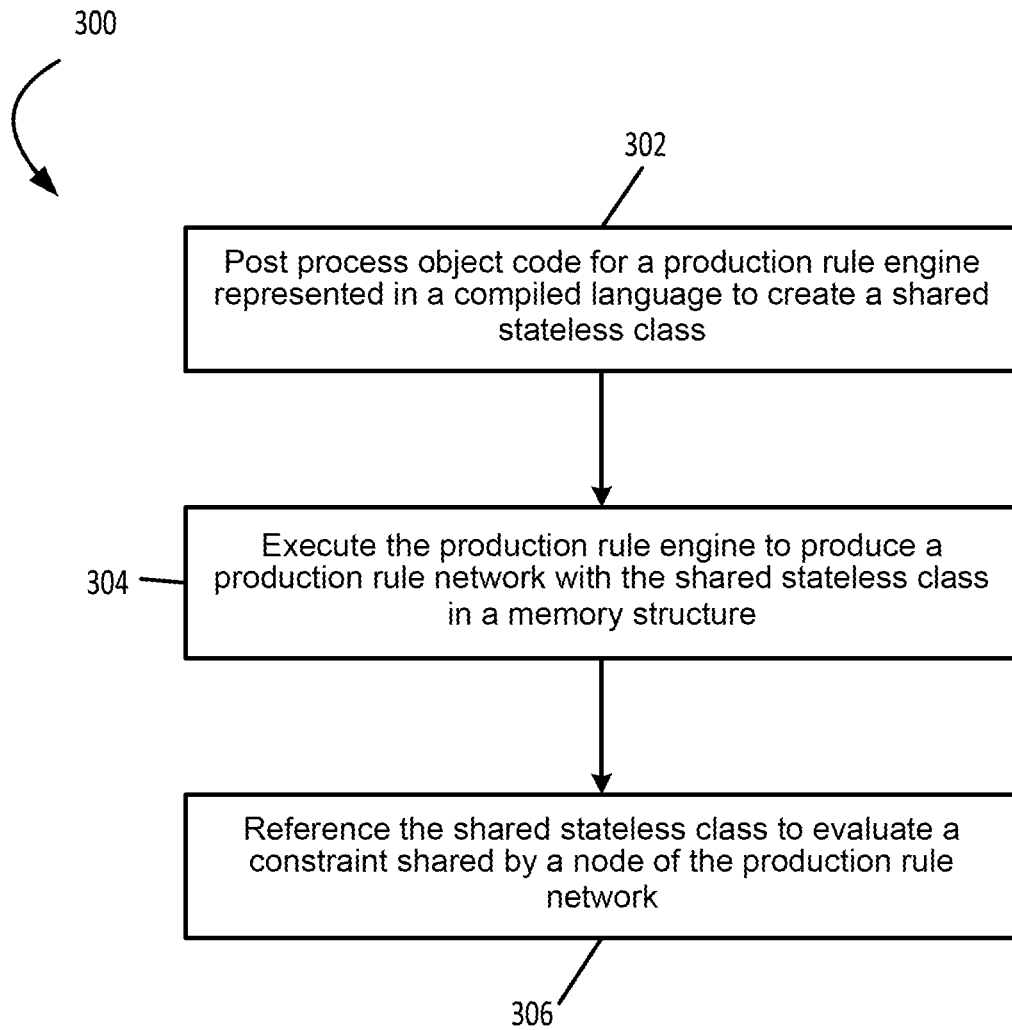 300
302
Post process object code for a production rule engine
represented in a compiled language to create a shared
stateless class
304
Execute the production rule engine to produce a
production rule network with the shared stateless class
in a memory structure
Reference the shared stateless class to evaluate a
constraint shared by a node of the production rule
network
306